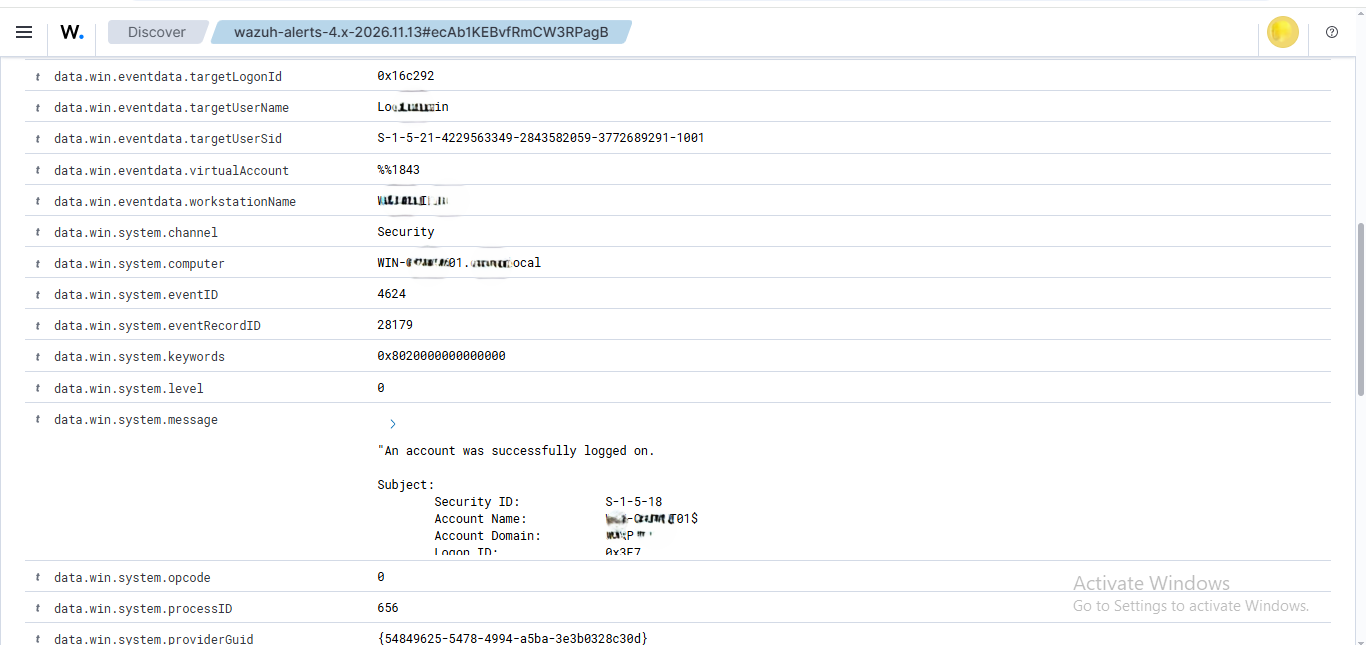 W. Discover wazuh-alerts-4.x-2026.11.13#ecAb1KEBvfRmCW3RPagB
t data.win.eventdata.targetLogonId 0x16c292
t data.win.eventdata.targetUserName
t data.win.eventdata.targetUserSid S-1-5-21-4229563349-2843582059-3772689291-1001
t data.win.eventdata.virtualAccount %%1843
t data.win.eventdata.workstationName
t data.win.system.channel Security
t data.win.system.computer
t data.win.system.eventID 4624
t data.win.system.eventRecordID 28179
t data.win.system.keywords 0x8020000000000000
t data.win.system.level 0
t data.win.system.message
"An account was successfully logged on.
Subject:
Security ID: S-1-5-18
Account Name:
Account Domain:
Logon ID: 0x3E7
t data.win.system.opcode 0
t data.win.system.processID 656
t data.win.system.providerGuid {54849625-5478-4994-a5ba-3e3b0328c30d}
Activate Windows
Go to Settings to activate Windows.